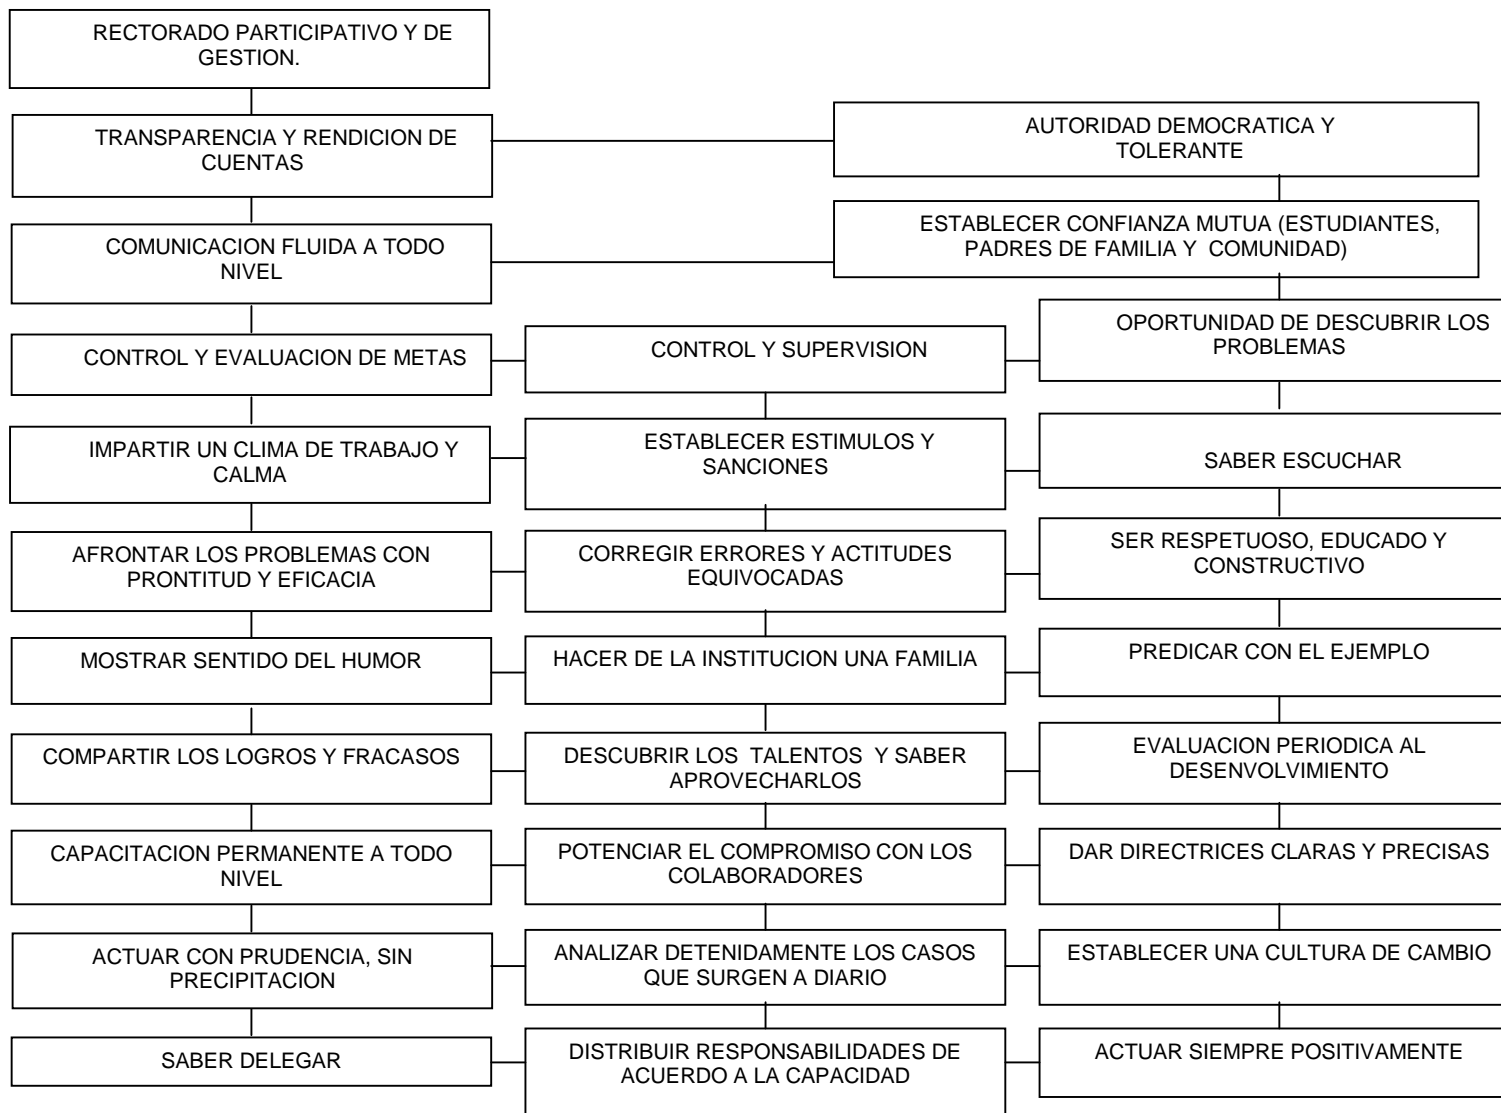 RECTORADO PARTICIPATIVO Y DE
GESTION.
TRANSPARENCIA Y RENDICION DE
CUENTAS
AUTORIDAD DEMOCRATICA Y
TOLERANTE
COMUNICACION FLUIDA A TODO
NIVEL
ESTABLECER CONFIANZA MUTUA (ESTUDIANTES,
PADRES DE FAMILIA Y COMUNIDAD)
CONTROL Y EVALUACION DE METAS
CONTROL Y SUPERVISION
OPORTUNIDAD DE DESCUBRIR LOS
PROBLEMAS
IMPARTIR UN CLIMA DE TRABAJO Y
CALMA
ESTABLECER ESTIMULOS Y
SANCIONES
SABER ESCUCHAR
AFRONTAR LOS PROBLEMAS CON
PRONTITUD Y EFICACIA
CORREGIR ERRORES Y ACTITUDES
EQUIVOCADAS
SER RESPETUOSO, EDUCADO Y
CONSTRUCTIVO
MOSTRAR SENTIDO DEL HUMOR
HACER DE LA INSTITUCION UNA FAMILIA
PREDICAR CON EL EJEMPLO
COMPARTIR LOS LOGROS Y FRACASOS
DESCUBRIR LOS TALENTOS Y SABER
APROVECHARLOS
EVALUACION PERIODICA AL
DESENVOLVIMIENTO
CAPACITACION PERMANENTE A TODO
NIVEL
POTENCIAR EL COMPROMISO CON LOS
COLABORADORES
DAR DIRECTRICES CLARAS Y PRECISAS
ACTUAR CON PRUDENCIA, SIN
PRECIPITACION
ANALIZAR DETENIDAMENTE LOS CASOS
QUE SURGEN A DIARIO
ESTABLECER UNA CULTURA DE CAMBIO
SABER DELEGAR
DISTRIBUIR RESPONSABILIDADES DE
ACUERDO A LA CAPACIDAD
ACTUAR SIEMPRE POSITIVAMENTE